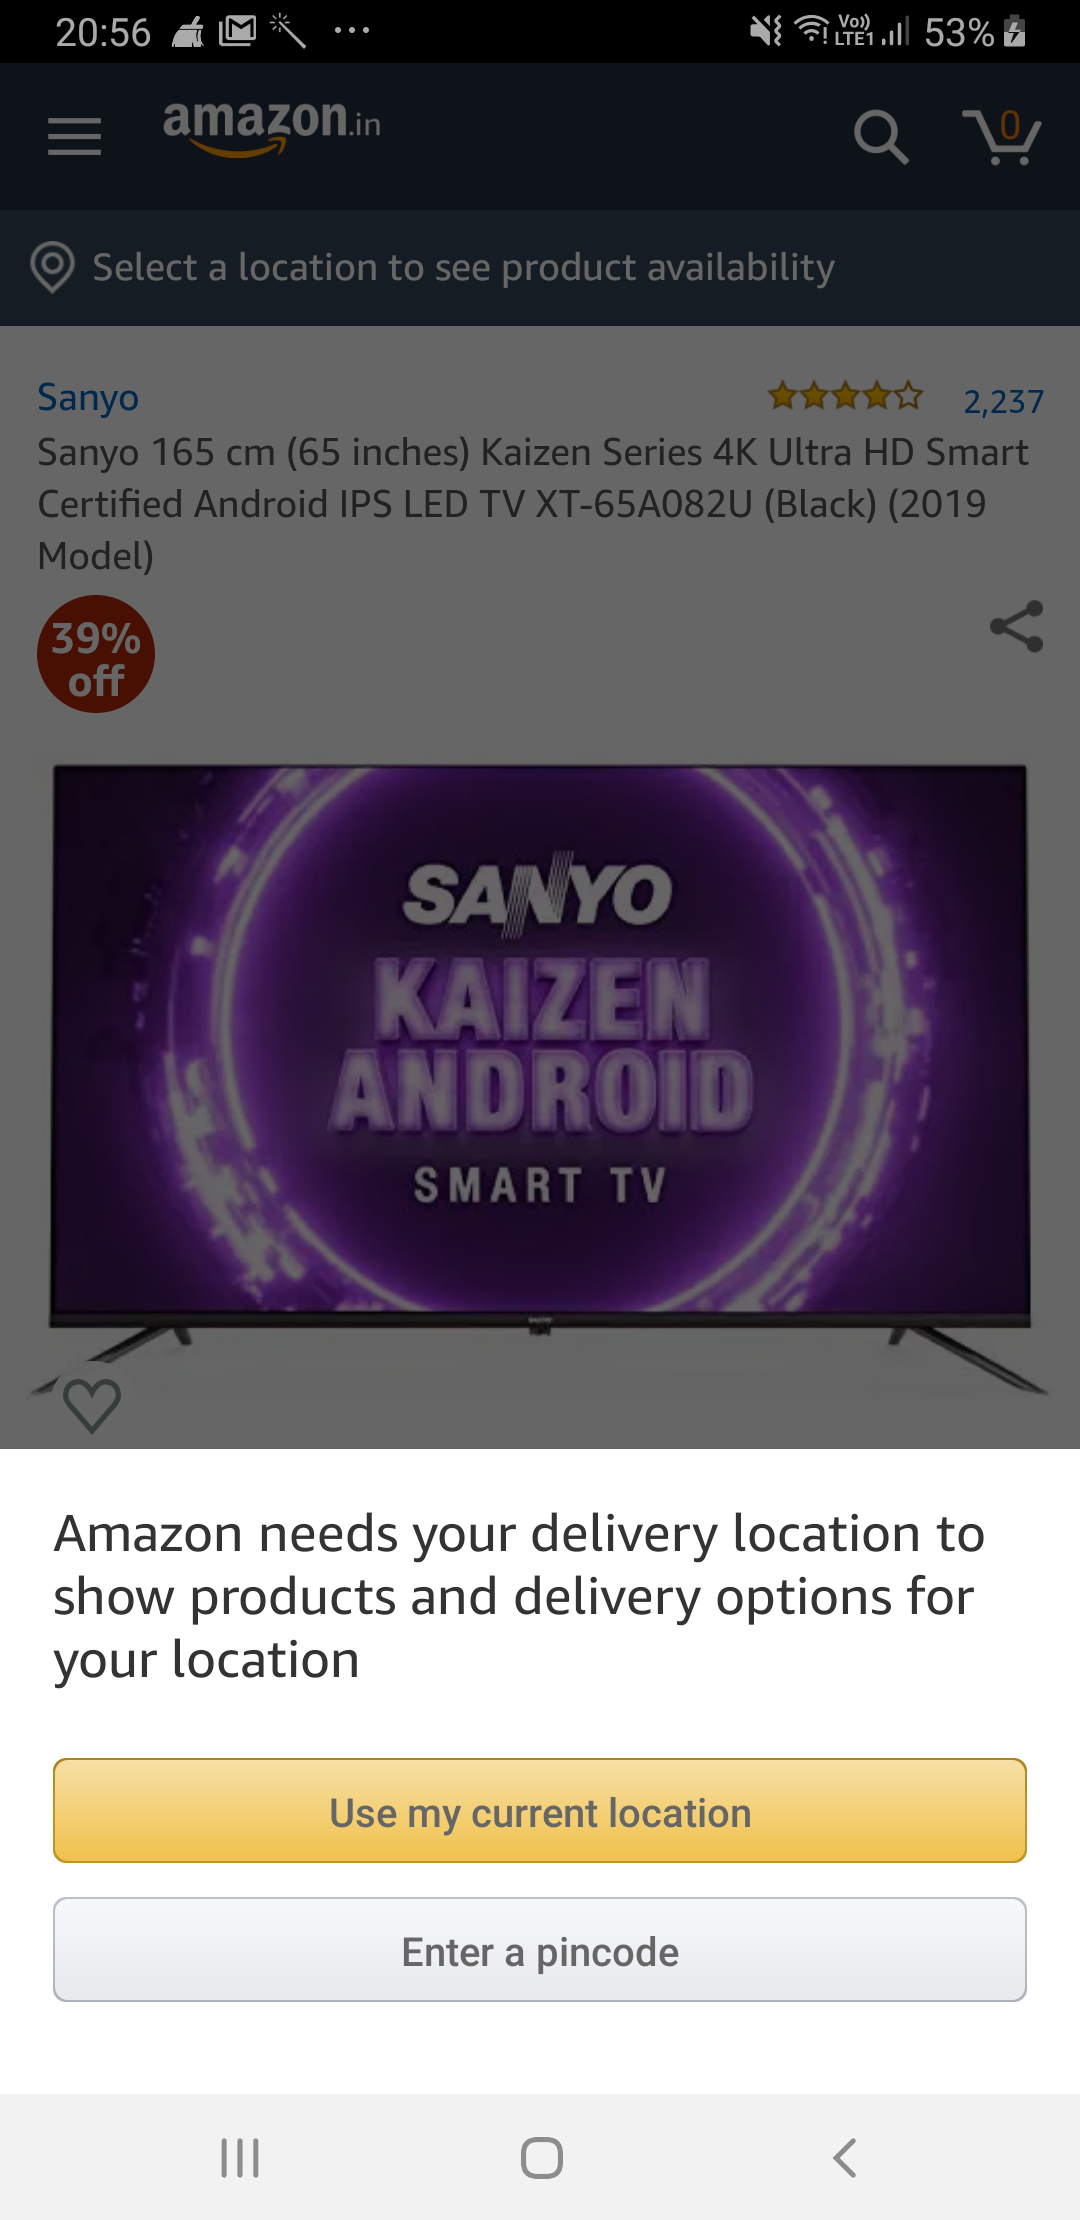 20:56
Vo)) LTE1 53%
amazon.in
0
Select a location to see product availability
Sanyo
2,237
Sanyo 165 cm (65 inches) Kaizen Series 4K Ultra HD Smart
Certified Android IPS LED TV XT-65A082U (Black) (2019
Model)
39%
off
SANYO
KAIZEN
ANDROID
SMART TV
Amazon needs your delivery location to
show products and delivery options for
your location
Use my current location
Enter a pincode